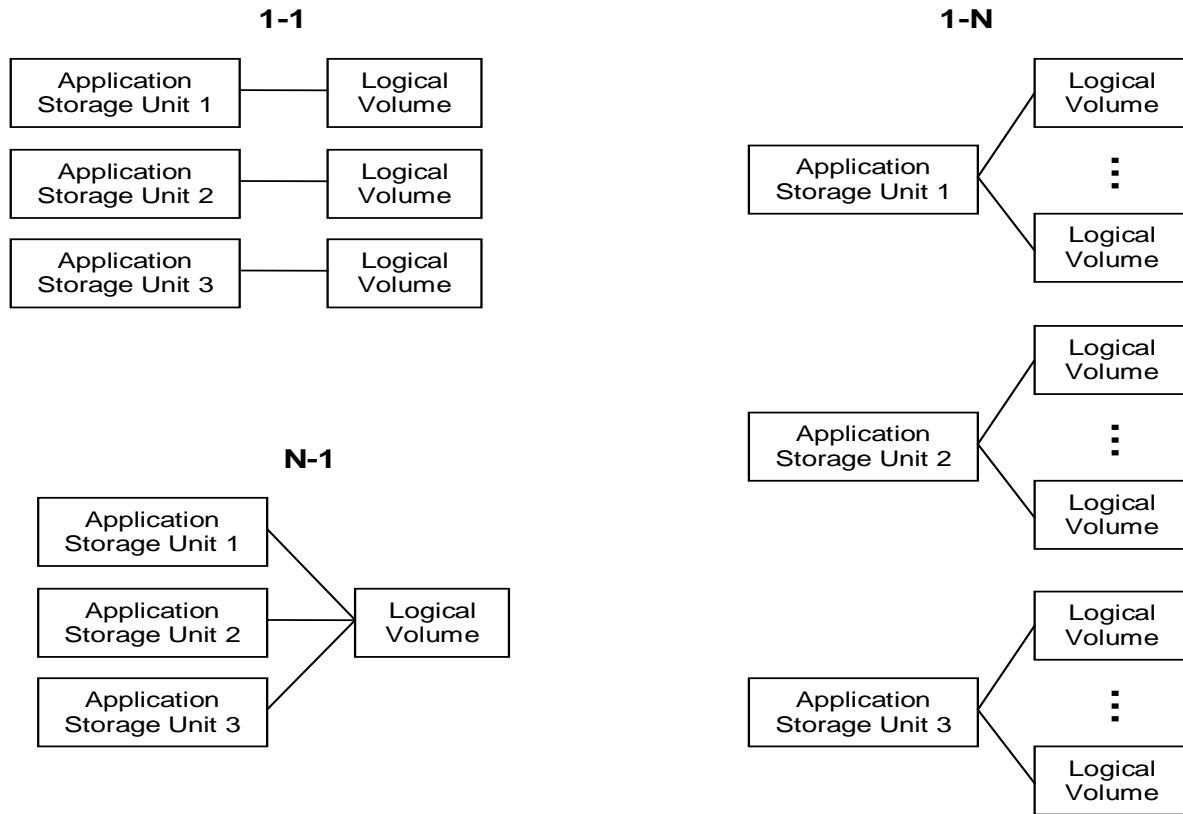 1-1
Application
Storage Unit 1
Logical
Volume
Application
Storage Unit 2
Logical
Volume
Application
Storage Unit 3
Logical
Volume
N-1
Application
Storage Unit 1
Application
Storage Unit 2
Application
Storage Unit 3
Logical
Volume
1-N
Application
Storage Unit 1
Logical
Volume
Logical
Volume
Application
Storage Unit 2
Logical
Volume
Logical
Volume
Application
Storage Unit 3
Logical
Volume
Logical
Volume